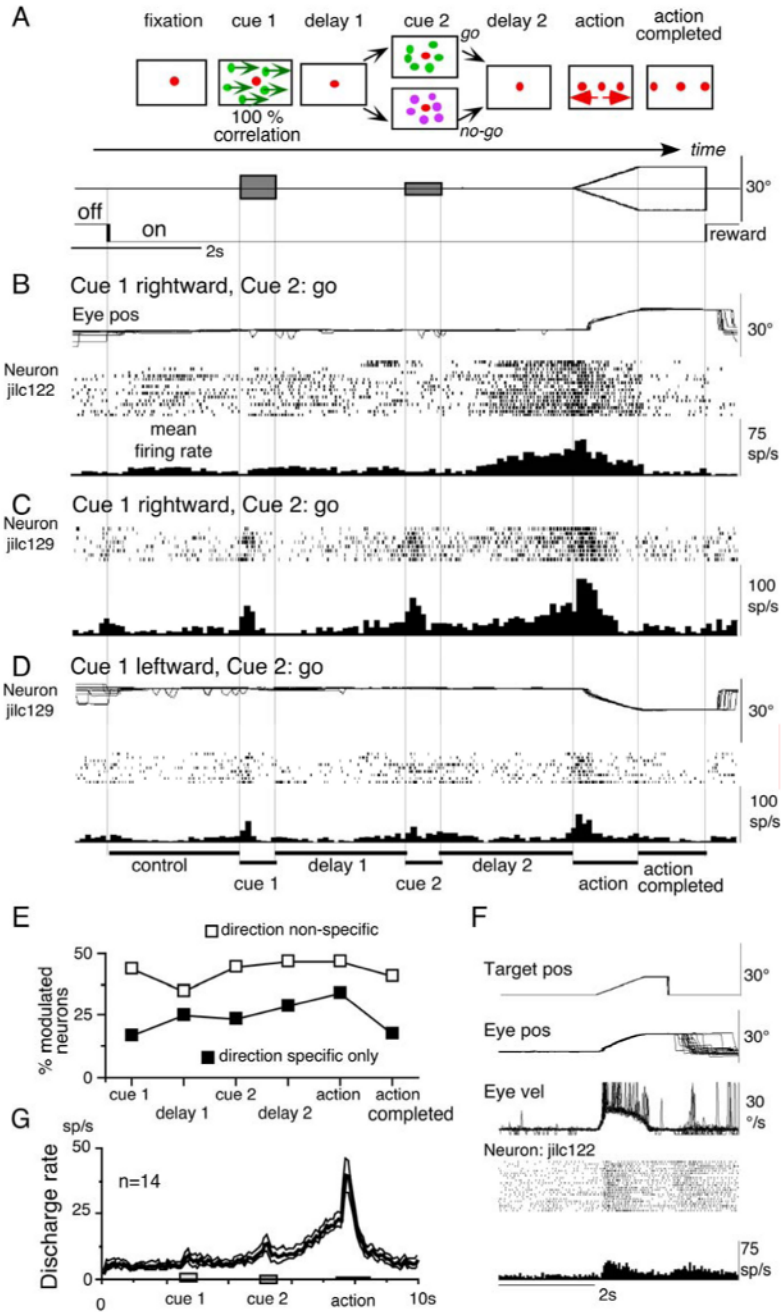 A
fixation cue 1 delay 1 cue 2 delay 2 action action completed
go
100 % correlation
no-go
time
30°
off
on
reward
2s
B Cue 1 rightward, Cue 2: go
Eye pos
30°
Neuron jilc122
mean firing rate
75 sp/s
C Cue 1 rightward, Cue 2: go
Neuron jilc129
100 sp/s
D Cue 1 leftward, Cue 2: go
Neuron jilc129
30°
100 sp/s
control cue 1 delay 1 cue 2 delay 2 action action completed
E
direction non-specific
50
25
0
% modulated neurons
direction specific only
cue 1 delay 1 cue 2 delay 2 action action completed
F
Target pos
30°
Eye pos
30°
Eye vel
30 °/s
Neuron: jilc122
75 sp/s
2s
G
sp/s
50
25
0
Discharge rate
n=14
0 cue 1 cue 2 action 10s